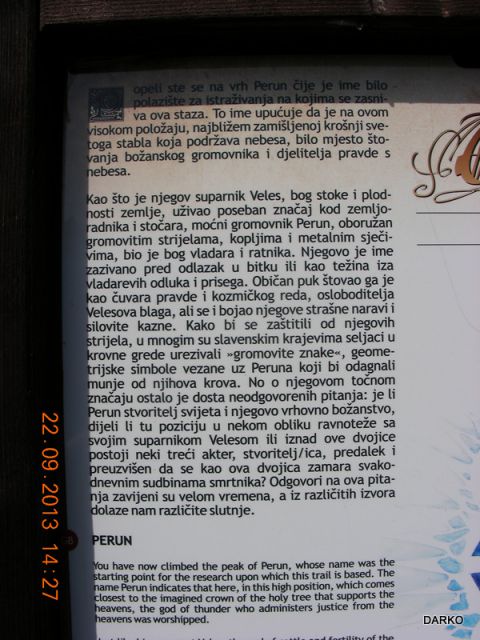 opeli ste se na vrh Perun čije je ime bilo
polazište za istraživanja na kojima se zasni-
va ova staza. To ime upućuje da je na ovom
visokom položaju, najbližem zamišljenoj krošnji sve-
toga stabla koja podržava nebesa, bilo mjesto što-
vanja božanskog gromovnika i djelitelja pravde s
nebesa.
Kao što je njegov suparnik Veles, bog stoke i plod-
nosti zemlje, uživao poseban značaj kod zemljo-
radnika i stočara, moćni gromovnik Perun, oboružan
gromovitim strijelama, kopljima i metalnim sječi-
vima, bio je bog vladara i ratnika. Njegovo je ime
zazivano pred odlazak u bitku ili kao težina iza
vladarevih odluka i prisega. Običan puk štovao ga je
kao čuvara pravde i kozmičkog reda, osloboditelja
Velesova blaga, ali se i bojao njegove strašne naravi i
silovite kazne. Kako bi se zaštitili od njegovih
strijela, u mnogim su slavenskim krajevima seljaci u
krovne grede urezivali »gromovite znake«, geome-
trijske simbole vezane uz Peruna koji bi odagnali
munje od njihova krova. No o njegovom točnom
značaju ostalo je dosta neodgovorenih pitanja: je li
Perun stvoritelj svijeta i njegovo vrhovno božanstvo,
dijeli li tu poziciju u nekom obliku ravnoteže sa
svojim suparnikom Velesom ili iznad ove dvojice
postoji neki treći akter, stvoritelj/ica, predalek i
preuzvišen da se kao ova dvojica zamara svako-
dnevnim sudbinama smrtnika? Odgovori na ova pita-
nja zavijeni su velom vremena, a iz različitih izvora
dolaze nam različite slutnje.
GB PERUN
You have now climbed the peak of Perun, whose name was the
starting point for the research upon which this trail is based. The
name Perun indicates that here, in this high position, which comes
closest to the imagined crown of the holy tree that supports the
heavens, the god of thunder who administers justice from the
heavens was worshipped.
22.09.2013 14:27
DARKO